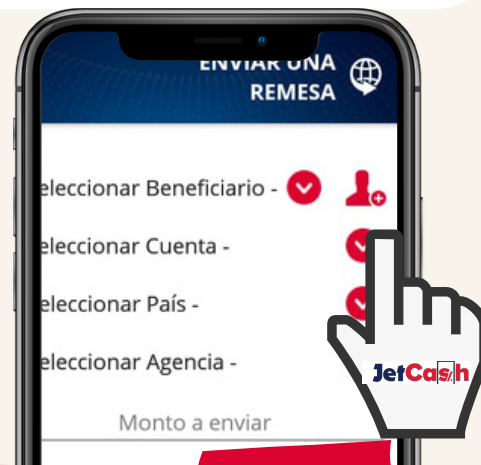 ENVIAR UNA
REMESA
eleccionar Beneficiario -
eleccionar Cuenta -
eleccionar País -
eleccionar Agencia -
JetCash
Monto a enviar